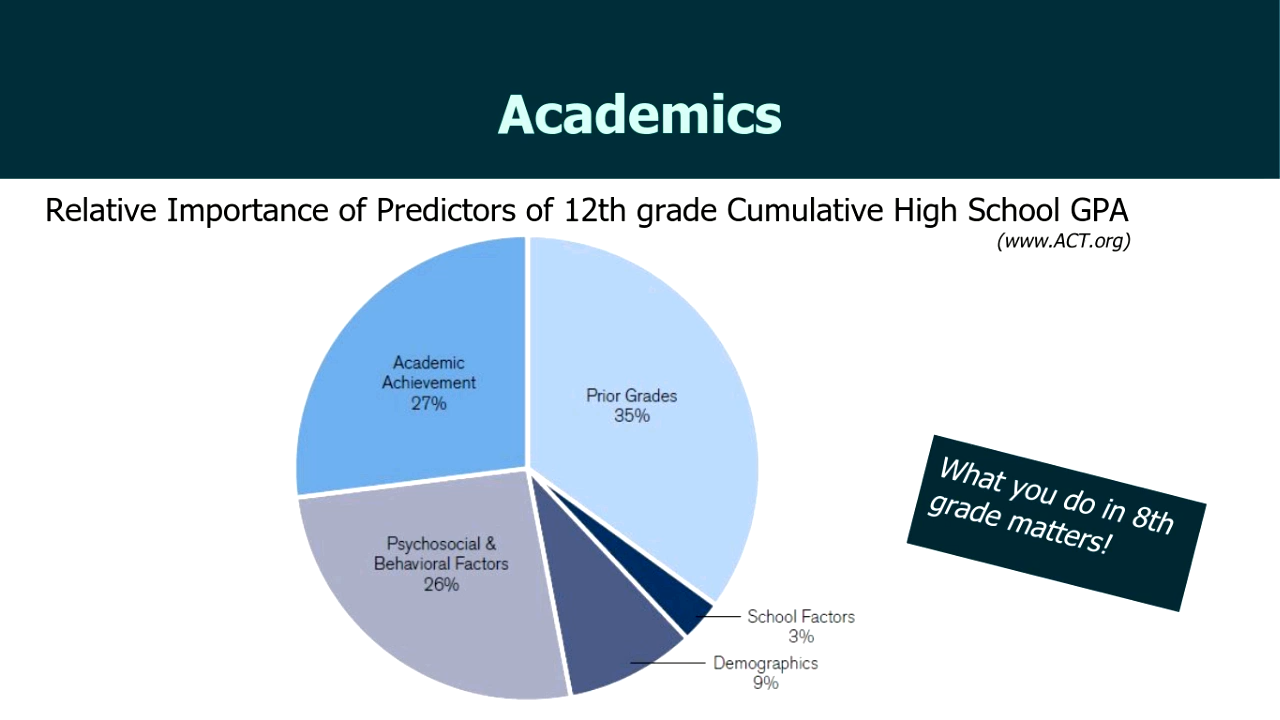 Academics
Relative Importance of Predictors of 12th grade Cumulative High School GPA
(www.ACT.org)
Academic
Achievement
27%
Prior Grades
35%
What you do in 8th
grade matters!
Psychosocial &
Behavioral Factors
26%
School Factors
3%
Demographics
9%